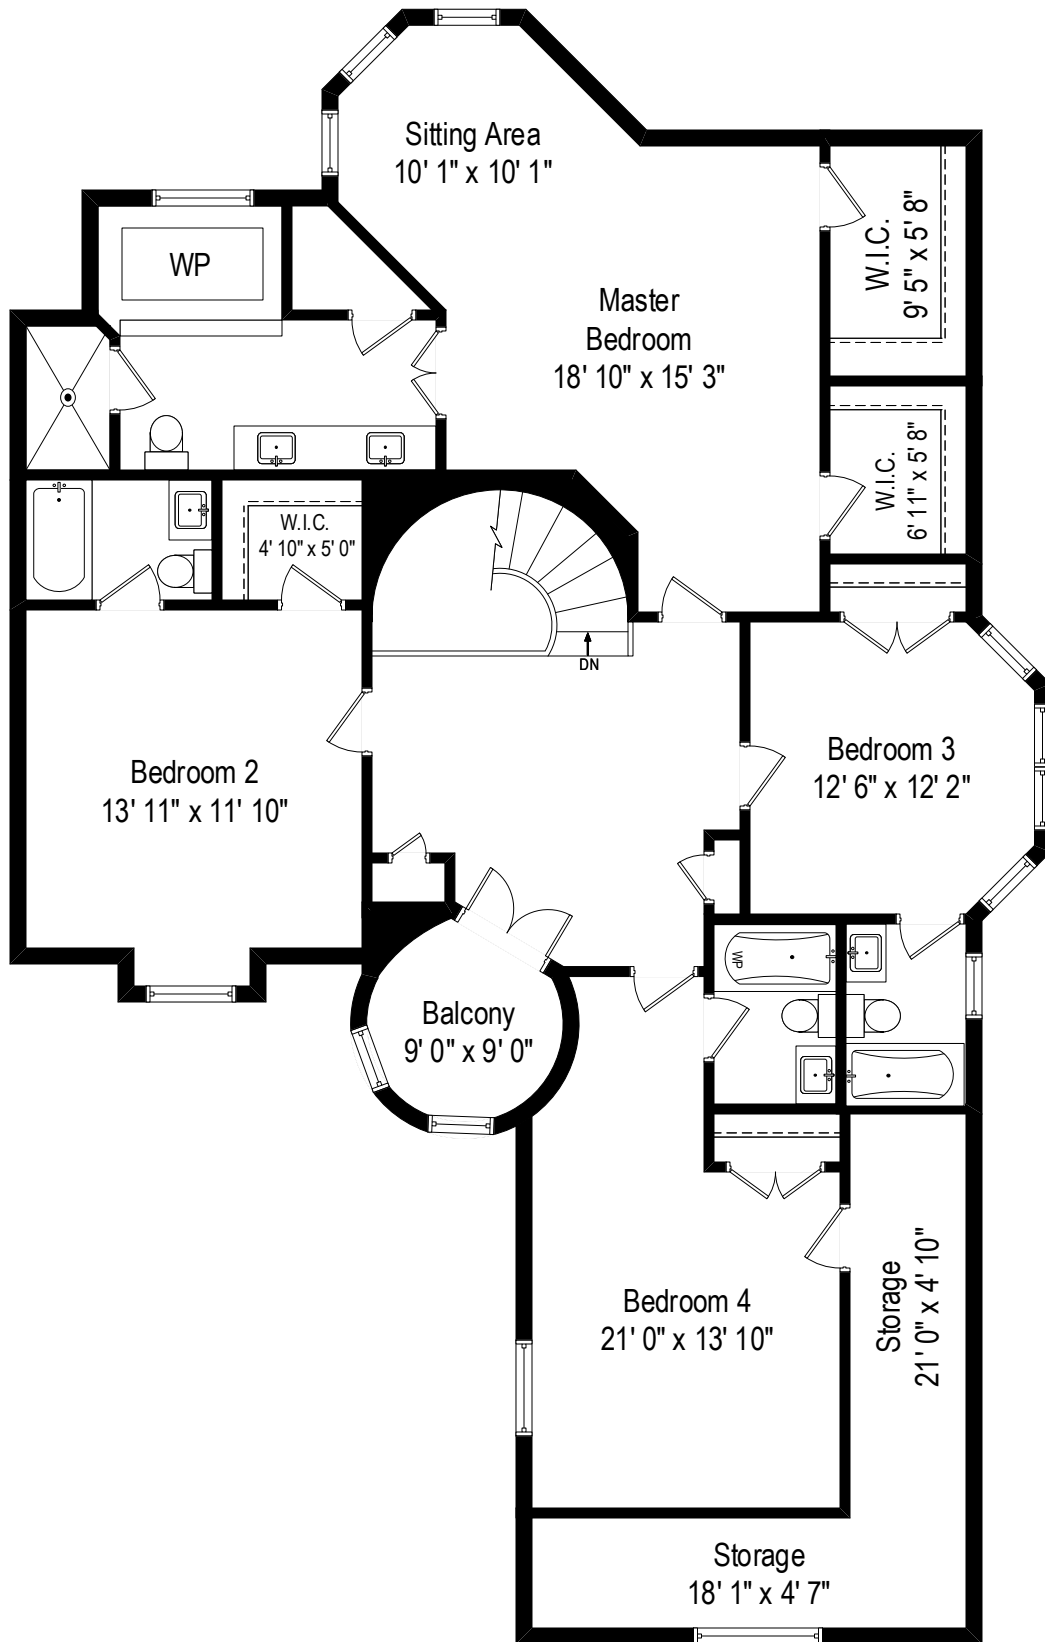 Sitting Area
10' 1" x 10' 1"
W.I.C.
9' 5" x 5' 8"
WP
Master
Bedroom
18' 10" x 15' 3"
W.I.C.
6' 11" x 5' 8"
W.I.C.
4' 10" x 5' 0"
DN
Bedroom 2
13' 11" x 11' 10"
Bedroom 3
12' 6" x 12' 2"
WP
Balcony
9' 0" x 9' 0"
Bedroom 4
21' 0" x 13' 10"
Storage
21' 0" x 4' 10"
Storage
18' 1" x 4' 7"